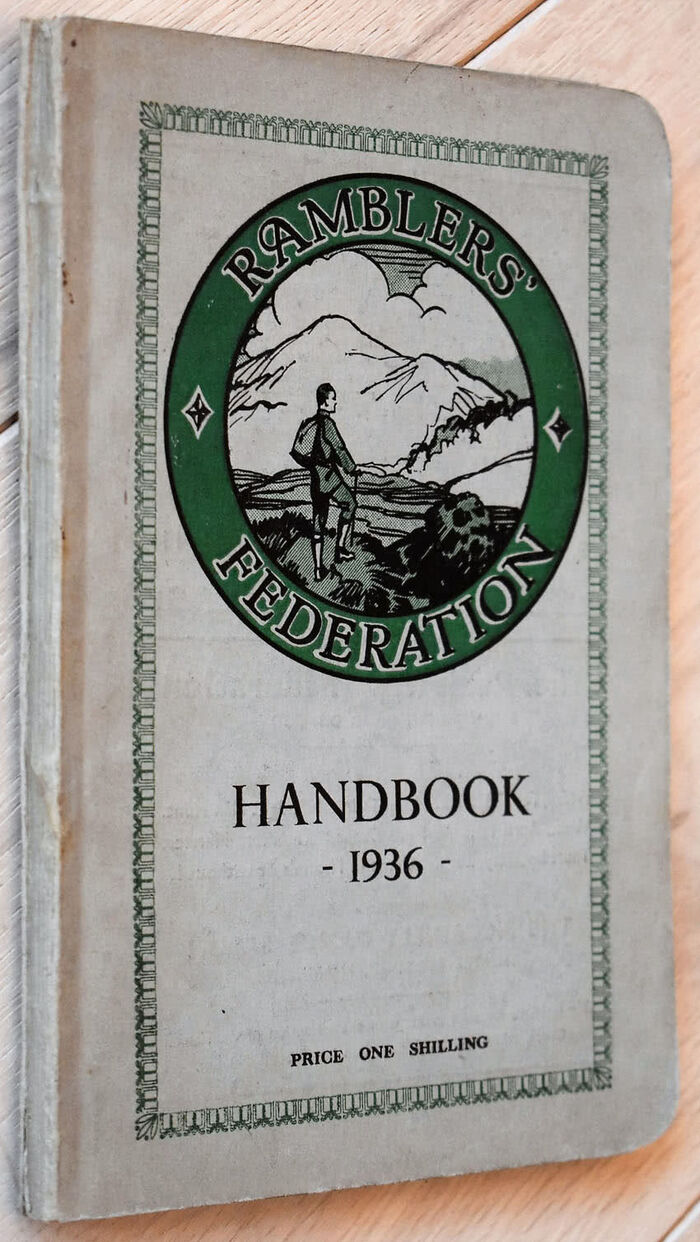 RAMBLERS'
FEDERATION
HANDBOOK
- 1936 -
PRICE ONE SHILLING